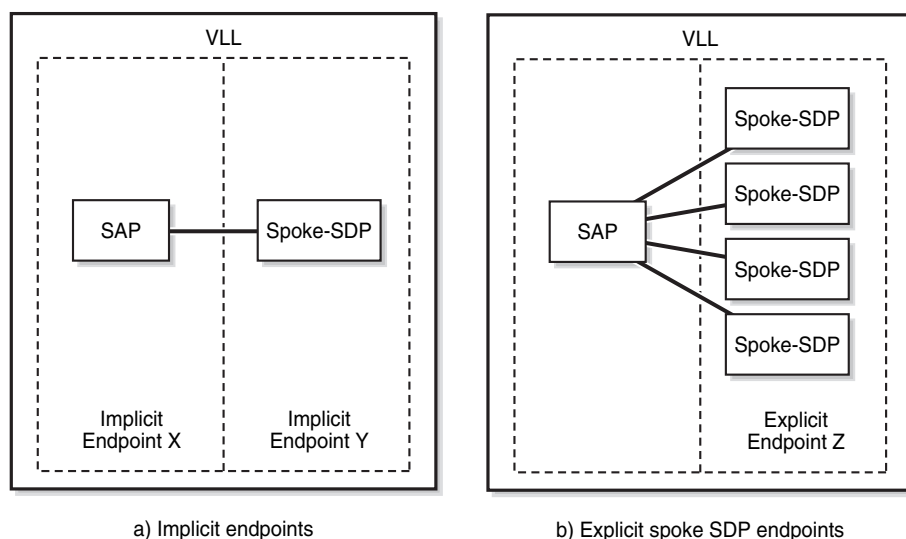 VLL
SAP
Spoke-SDP
Implicit
Endpoint X
Implicit
Endpoint Y
a) Implicit endpoints
VLL
SAP
Spoke-SDP
Spoke-SDP
Spoke-SDP
Spoke-SDP
Explicit
Endpoint Z
b) Explicit spoke SDP endpoints